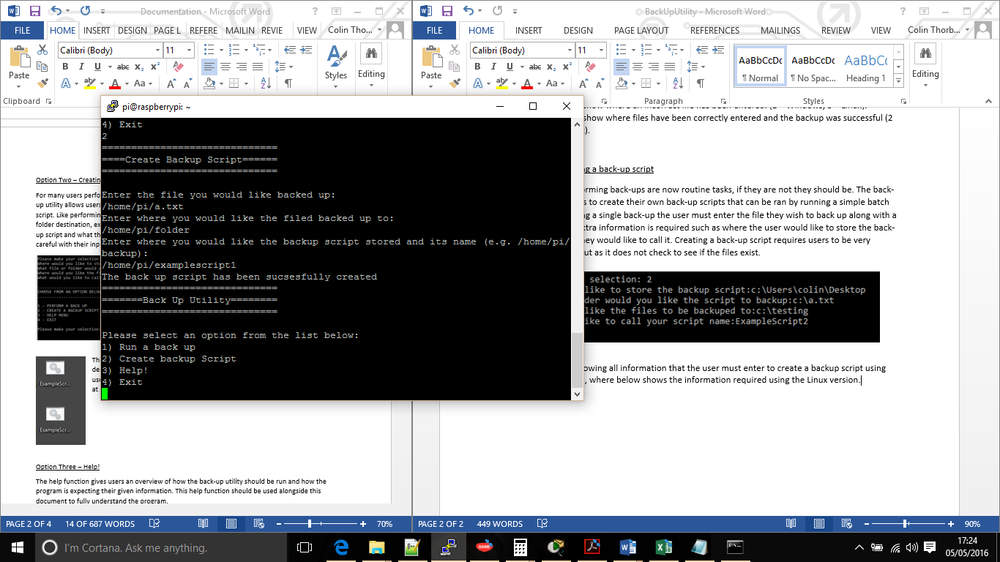 Documentation - Microsoft Word
FILE HOME INSERT DESIGN PAGE L REFERE MAILIN REVIE VIEW Colin Tho...
Calibri (Body) 11
Paste
B I U abc x₂ x²
Styles
Editing
Clipboard
BackUpUtility - Microsoft Word
FILE HOME INSERT DESIGN PAGE LAYOUT REFERENCES MAILINGS REVIEW VIEW Colin Thorb...
Calibri (Body) 11
Paste
B I U abc x₂ x²
AaBbCcDc AaBbCcDc AaBbCc
¶ Normal ¶ No Spac... Heading 1
Editing
Paragraph
Styles
pi@raspberrypi: ~
4) Exit
2
==============================
====Create Backup Script======
==============================
Enter the file you would like backed up:
/home/pi/a.txt
Enter where you would like the filed backed up to:
/home/pi/folder
Enter where you would like the backup script stored and its name (e.g. /home/pi/
backup):
/home/pi/examplescript1
The back up script has been sucsesfully created
==============================
=======Back Up Utility========
==============================
Please select an option from the list below:
1) Run a back up
2) Create backup Script
3) Help!
4) Exit
Option Two – Creatin
For many users perfo
up utility allows users
script. Like performin
folder destination, ex
up script and what th
careful with their inp
Please make your selection:
Where would you like to sto
What file or folder would y
Where would you like the fi
What would you like to call
CHOOSE FROM AN OPTION BELOW
1 - PERFORM A BACK UP
2 - CREATE A BACKUP SCRIPT
3 - HELP MENU
4 - EXIT
Please make your selection:
ExampleScr...
ExampleScr...
Thi
des
use
at
Option Three – Help!
The help function gives users an overview of how the back-up utility should be run and how the
program is expecting their given information. This help function should be used alongside this
document to fully understand the program.
show where files have been correctly entered and the backup was successful (2
).
g a back-up script
rming back-ups are now routine tasks, if they are not they should be. The back-
s to create their own back-up scripts that can be ran by running a simple batch
g a single back-up the user must enter the file they wish to back up along with a
xtra information is required such as where the user would like to store the back-
hey would like to call it. Creating a back-up script requires users to be very
ut as it does not check to see if the files exist.
selection: 2
like to store the backup script:c:\Users\colin\Desktop
der would you like the script to backup:c:\a.txt
like the files to be backuped to:c:\testing
ike to call your script name:ExampleScript2
owing all information that the user must enter to create a backup script using
, where below shows the information required using the Linux version.
PAGE 2 OF 4 14 OF 687 WORDS 70%
PAGE 2 OF 2 449 WORDS 90%
I'm Cortana. Ask me anything.
GAME
17:24
05/05/2016